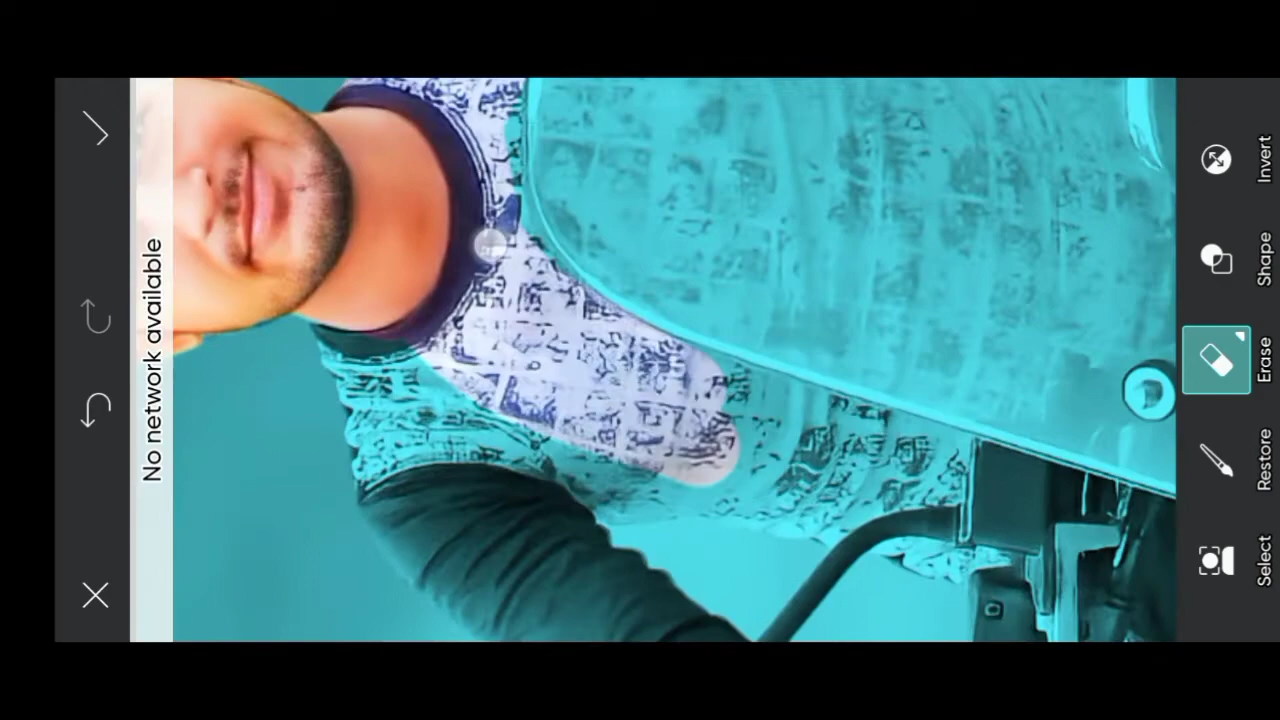 No network available
Select
Restore
Erase
Shape
Invert